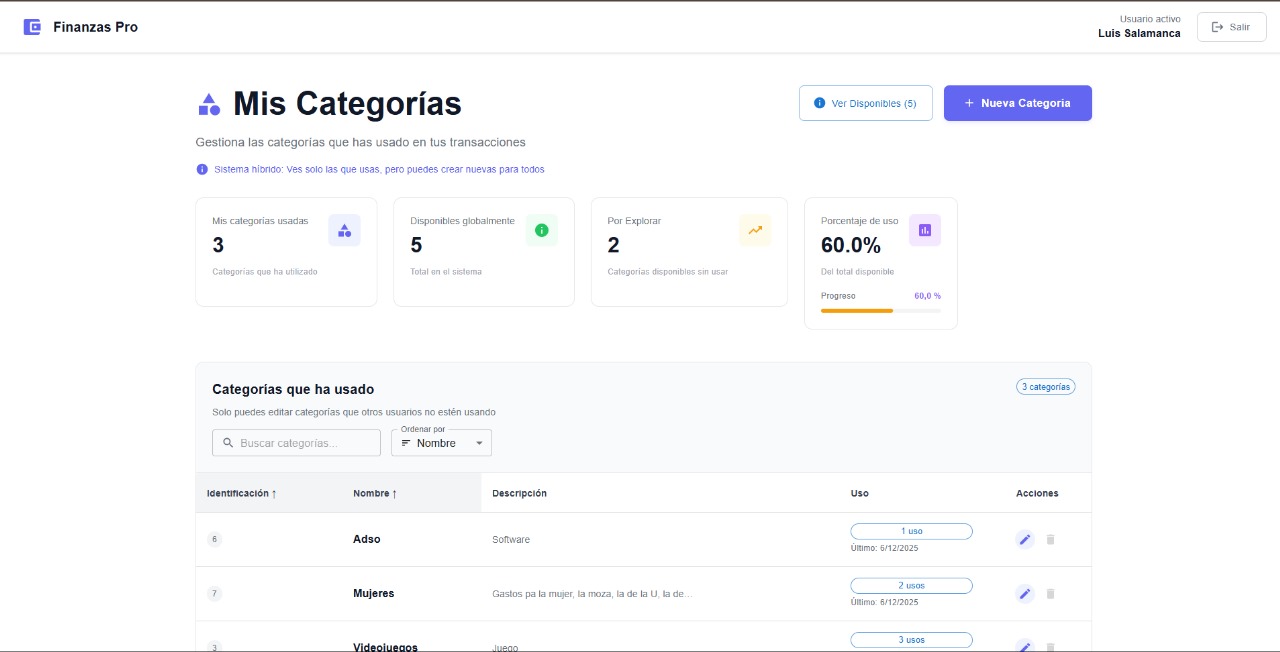 Finanzas Pro
Usuario activo
Luis Salamanca
Salir
Mis Categorías
Ver Disponibles (5)
+ Nueva Categoria
Gestiona las categorías que has usado en tus transacciones
Sistema híbrido: Ves solo las que usas, pero puedes crear nuevas para todos
Mis categorías usadas
3
Categorías que ha utilizado
Disponibles globalmente
5
Total en el sistema
Por Explorar
2
Categorías disponibles sin usar
Porcentaje de uso
60.0%
Del total disponible
Progreso 60,0 %
Categorías que ha usado
3 categorías
Solo puedes editar categorías que otros usuarios no estén usando
Buscar categorías...
Ordenar por
Nombre
Identificación ↑ Nombre ↑ Descripción Uso Acciones
6 Adso Software 1 uso
Último: 6/12/2025
7 Mujeres Gastos pa la mujer, la moza, la de la U, la de... 2 usos
Último: 6/12/2025
3 Videojuegos Juego 3 usos